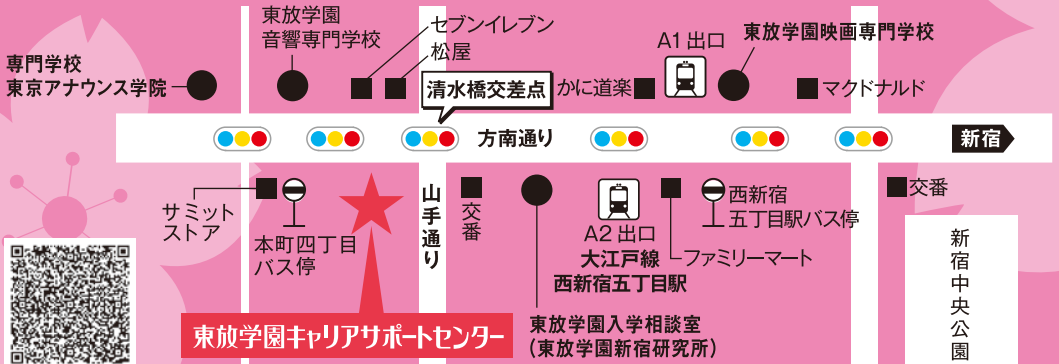 東放学園
音響専門学校
セブンイレブン
松屋
A1出口
東放学園映画専門学校
専門学校
東京アナウンス学院
清水橋交差点
かに道楽
マクドナルド
方南通り
新宿
サミット
ストア
本町四丁目
バス停
山手通り
交番
A2出口
大江戸線
西新宿五丁目駅
ファミリーマート
西新宿
五丁目駅バス停
交番
新宿中央公園
東放学園キャリアサポートセンター
東放学園入学相談室
(東放学園新宿研究所)